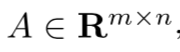 A ∈ R^{m×n},